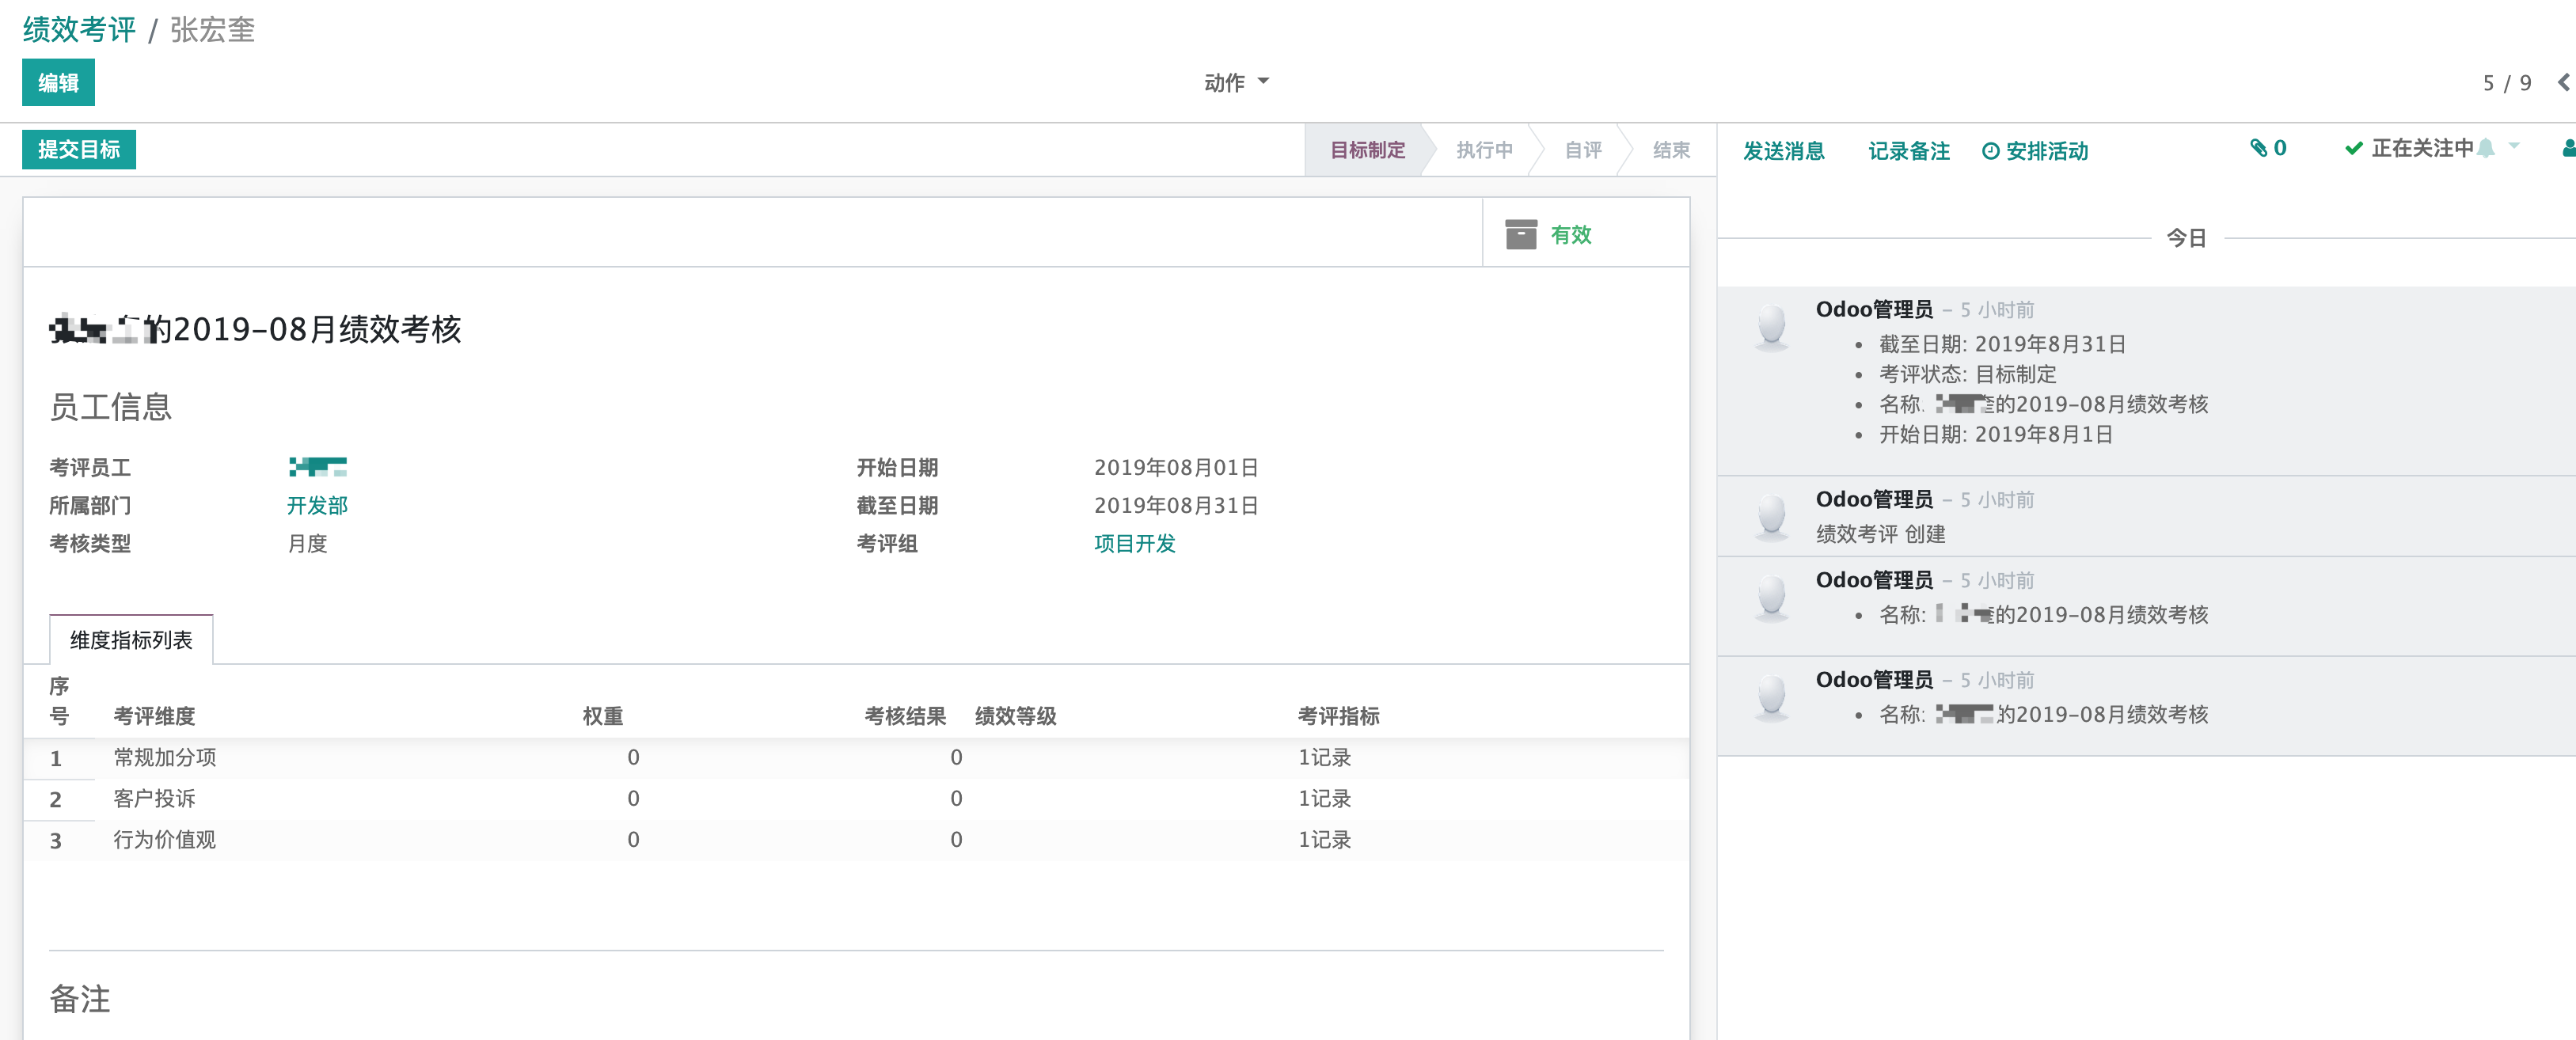 绩效考评 / 张宏奎
编辑
动作
5 / 9
提交目标
目标制定
执行中
自评
结束
发送消息
记录备注
安排活动
0
正在关注中
有效
的2019-08月绩效考核
员工信息
考评员工
所属部门 开发部
考核类型 月度
开始日期 2019年08月01日
截至日期 2019年08月31日
考评组 项目开发
维度指标列表
序号 考评维度 权重 考核结果 绩效等级 考评指标
1 常规加分项 0 0 1记录
2 客户投诉 0 0 1记录
3 行为价值观 0 0 1记录
备注
今日
Odoo管理员 – 5 小时前
• 截至日期: 2019年8月31日
• 考评状态: 目标制定
• 名称: 的2019-08月绩效考核
• 开始日期: 2019年8月1日
Odoo管理员 – 5 小时前
绩效考评 创建
Odoo管理员 – 5 小时前
• 名称: 的2019-08月绩效考核
Odoo管理员 – 5 小时前
• 名称: 的2019-08月绩效考核